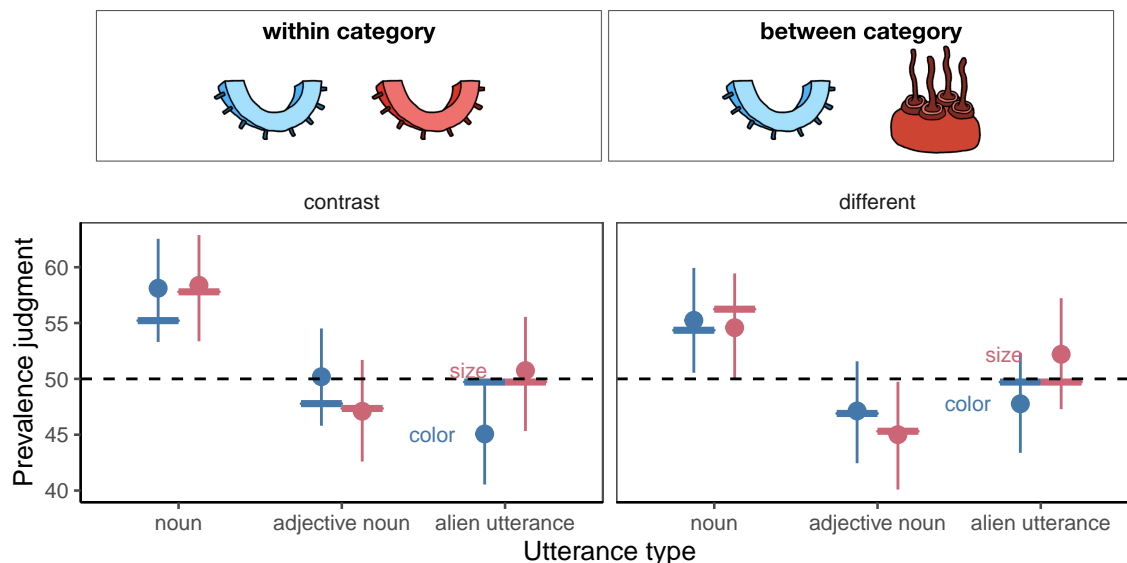 within category
between category
contrast
different
Prevalence judgment
60
55
50
45
40
size
color
size
color
noun
adjective noun
alien utterance
noun
adjective noun
alien utterance
Utterance type